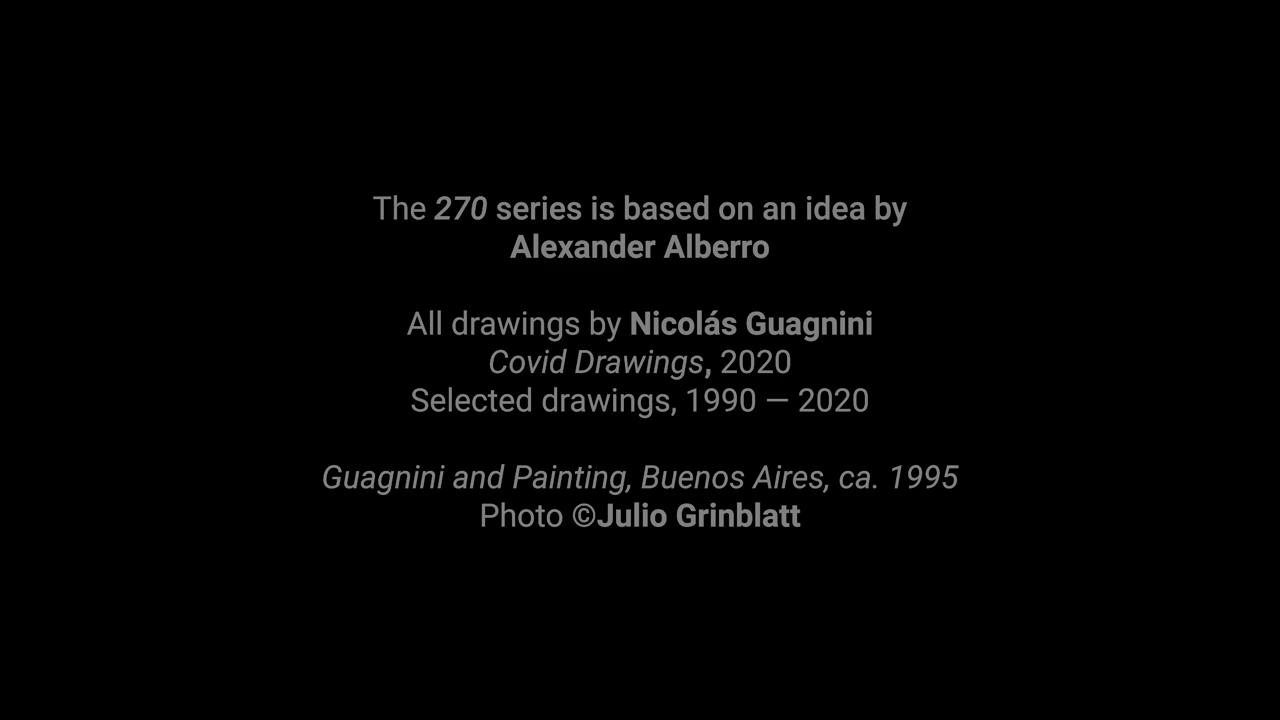 The 270 series is based on an idea by
Alexander Alberro
All drawings by Nicolás Guagnini
Covid Drawings, 2020
Selected drawings, 1990 — 2020
Guagnini and Painting, Buenos Aires, ca. 1995
Photo ©Julio Grinblatt